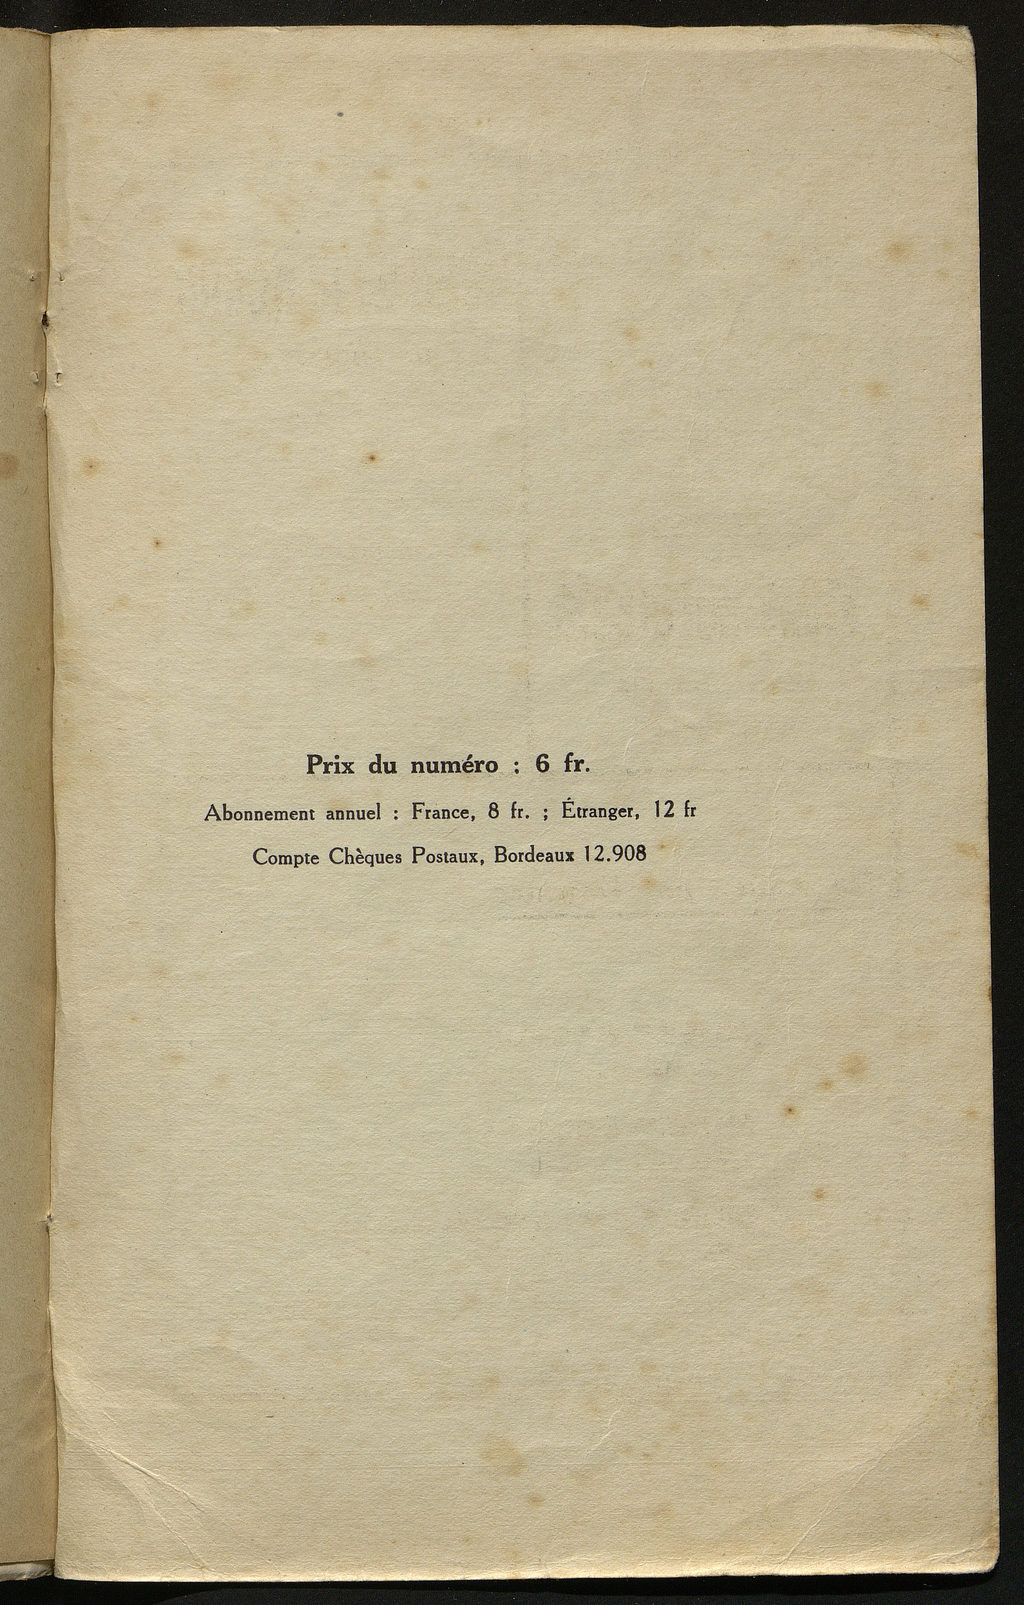 Prix du numéro : 6 fr.
Abonnement annuel : France, 8 fr. ; Étranger, 12 fr
Compte Chèques Postaux, Bordeaux 12.908